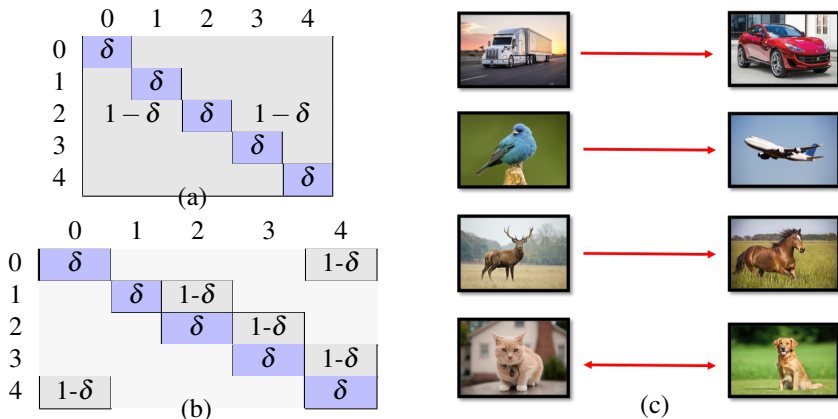 0 1 2 3 4
0 δ
1 δ
2 1 − δ δ 1 − δ
3 δ
4 δ
(a)
0 1 2 3 4
0 δ 1-δ
1 δ 1-δ
2 δ 1-δ
3 δ 1-δ
4 1-δ δ
(b)
(c)